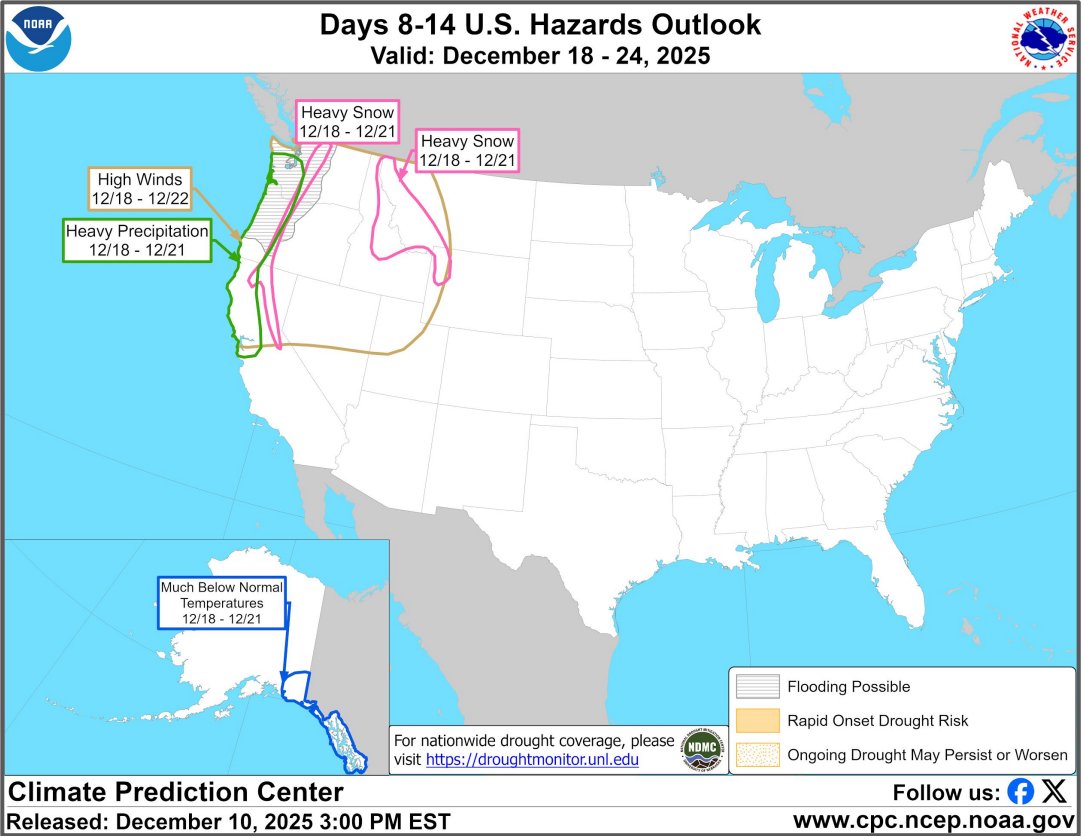 NOAA
Days 8-14 U.S. Hazards Outlook
Valid: December 18 - 24, 2025
NATIONAL WEATHER SERVICE
Heavy Snow
12/18 - 12/21
Heavy Snow
12/18 - 12/21
High Winds
12/18 - 12/22
Heavy Precipitation
12/18 - 12/21
Much Below Normal
Temperatures
12/18 - 12/21
Flooding Possible
Rapid Onset Drought Risk
Ongoing Drought May Persist or Worsen
For nationwide drought coverage, please
visit https://droughtmonitor.unl.edu
NDMC
Climate Prediction Center
Released: December 10, 2025 3:00 PM EST
Follow us:
www.cpc.ncep.noaa.gov